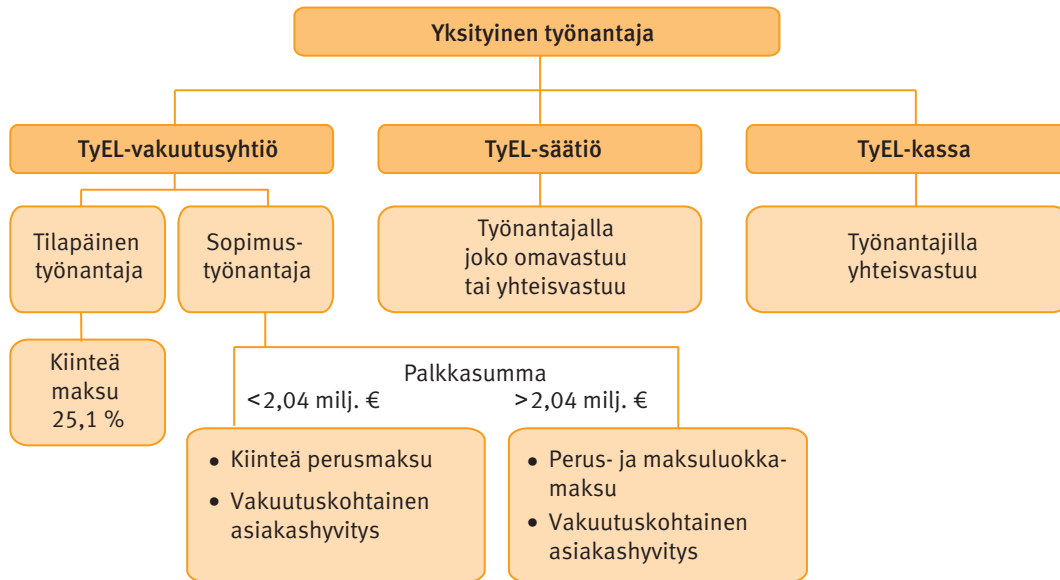 Yksityinen työnantaja
TyEL-vakuutusyhtiö
TyEL-säätiö
TyEL-kassa
Tilapäinen
työnantaja
Sopimus-
työnantaja
Työnantajalla
joko omavastuu
tai yhteisvastuu
Työnantajilla
yhteisvastuu
Kiinteä
maksu
25,1 %
Palkkasumma
<2,04 milj. €
>2,04 milj. €
• Kiinteä perusmaksu
• Vakuutuskohtainen
asiakashyvitys
• Perus- ja maksuluokka-
maksu
• Vakuutuskohtainen
asiakashyvitys